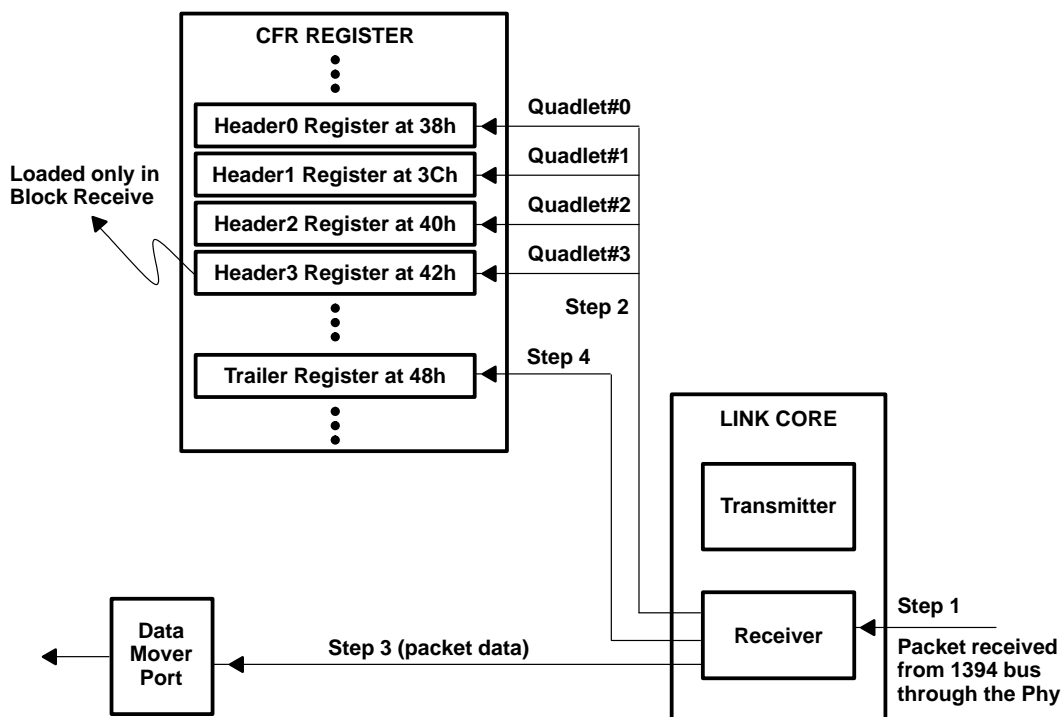 CFR REGISTER
Header0 Register at 38h
Header1 Register at 3Ch
Header2 Register at 40h
Header3 Register at 42h
Trailer Register at 48h
Loaded only in
Block Receive
Quadlet#0
Quadlet#1
Quadlet#2
Quadlet#3
Step 2
Step 4
LINK CORE
Transmitter
Receiver
Step 1
Packet received
from 1394 bus
through the Phy
Step 3 (packet data)
Data
Mover
Port